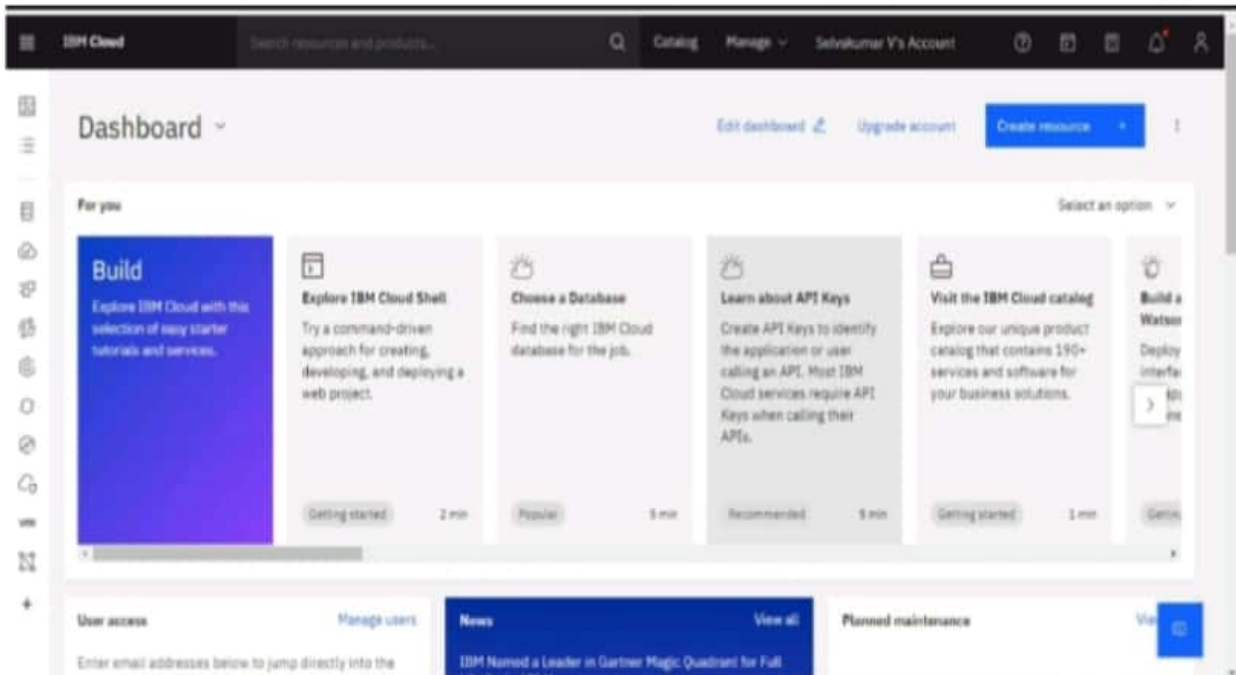 IBM Cloud
Search resources and products...
Catalog
Manage
Selvakumar V's Account
Dashboard
Edit dashboard
Upgrade account
Create resource +
For you
Select an option
Build
Explore IBM Cloud with this
selection of easy starter
tutorials and services.
Explore IBM Cloud Shell
Try a command-driven
approach for creating,
developing, and deploying a
web project.
Getting started
2 min
Choose a Database
Find the right IBM Cloud
database for the job.
Popular
5 min
Learn about API Keys
Create API Keys to identify
the application or user
calling an API. Most IBM
Cloud services require API
Keys when calling their
APIs.
Recommended
5 min
Visit the IBM Cloud catalog
Explore our unique product
catalog that contains 190+
services and software for
your business solutions.
Getting started
1 min
Build a
Watson
Deploy
User access
Manage users
Enter email addresses below to jump directly into the
News
View all
IBM Named a Leader in Gartner Magic Quadrant for Full
Planned maintenance